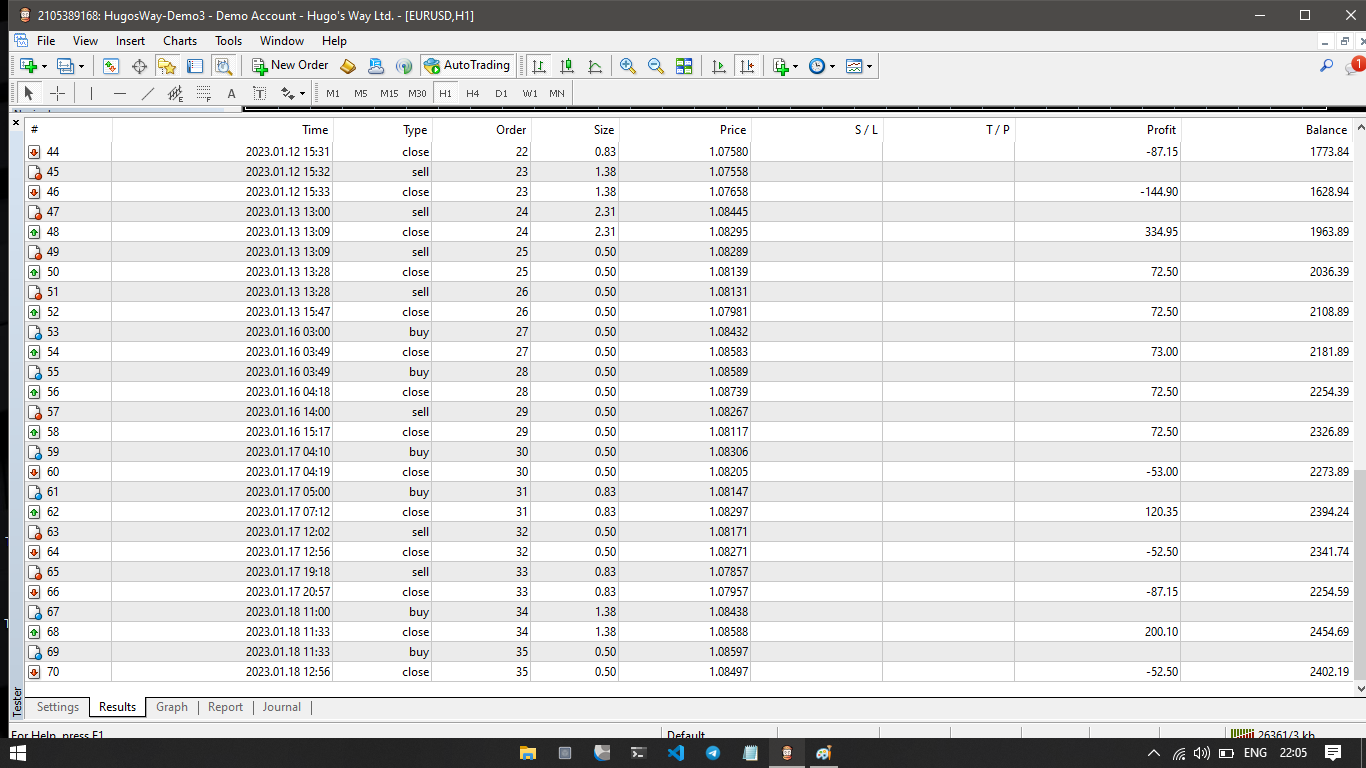 2105389168: HugosWay-Demo3 - Demo Account - Hugo's Way Ltd. - [EURUSD,H1]
File View Insert Charts Tools Window Help
New Order AutoTrading 1
A T M1 M5 M15 M30 H1 H4 D1 W1 MN
# Time Type Order Size Price S / L T / P Profit Balance
44 2023.01.12 15:31 close 22 0.83 1.07580 -87.15 1773.84
45 2023.01.12 15:32 sell 23 1.38 1.07558
46 2023.01.12 15:33 close 23 1.38 1.07658 -144.90 1628.94
47 2023.01.13 13:00 sell 24 2.31 1.08445
48 2023.01.13 13:09 close 24 2.31 1.08295 334.95 1963.89
49 2023.01.13 13:09 sell 25 0.50 1.08289
50 2023.01.13 13:28 close 25 0.50 1.08139 72.50 2036.39
51 2023.01.13 13:28 sell 26 0.50 1.08131
52 2023.01.13 15:47 close 26 0.50 1.07981 72.50 2108.89
53 2023.01.16 03:00 buy 27 0.50 1.08432
54 2023.01.16 03:49 close 27 0.50 1.08583 73.00 2181.89
55 2023.01.16 03:49 buy 28 0.50 1.08589
56 2023.01.16 04:18 close 28 0.50 1.08739 72.50 2254.39
57 2023.01.16 14:00 sell 29 0.50 1.08267
58 2023.01.16 15:17 close 29 0.50 1.08117 72.50 2326.89
59 2023.01.17 04:10 buy 30 0.50 1.08306
60 2023.01.17 04:19 close 30 0.50 1.08205 -53.00 2273.89
61 2023.01.17 05:00 buy 31 0.83 1.08147
62 2023.01.17 07:12 close 31 0.83 1.08297 120.35 2394.24
63 2023.01.17 12:02 sell 32 0.50 1.08171
64 2023.01.17 12:56 close 32 0.50 1.08271 -52.50 2341.74
65 2023.01.17 19:18 sell 33 0.83 1.07857
66 2023.01.17 20:57 close 33 0.83 1.07957 -87.15 2254.59
67 2023.01.18 11:00 buy 34 1.38 1.08438
68 2023.01.18 11:33 close 34 1.38 1.08588 200.10 2454.69
69 2023.01.18 11:33 buy 35 0.50 1.08597
70 2023.01.18 12:56 close 35 0.50 1.08497 -52.50 2402.19
Tester
Settings Results Graph Report Journal
For Help, press F1 Default 26361/3 kb
ENG 22:05